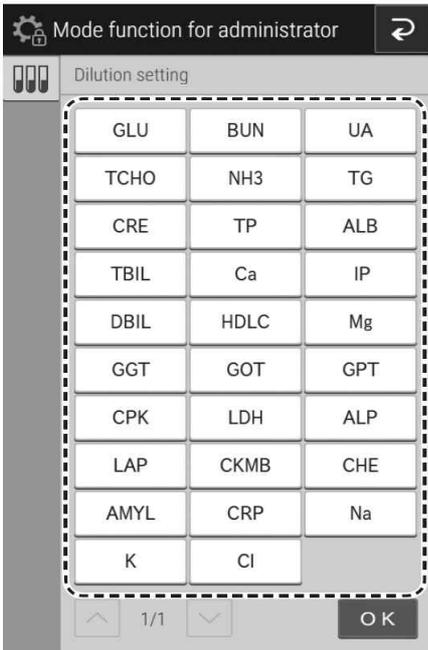 Mode function for administrator
Dilution setting
GLU BUN UA
TCHO NH3 TG
CRE TP ALB
TBIL Ca IP
DBIL HDLC Mg
GGT GOT GPT
CPK LDH ALP
LAP CKMB CHE
AMYL CRP Na
K Cl
1/1 OK